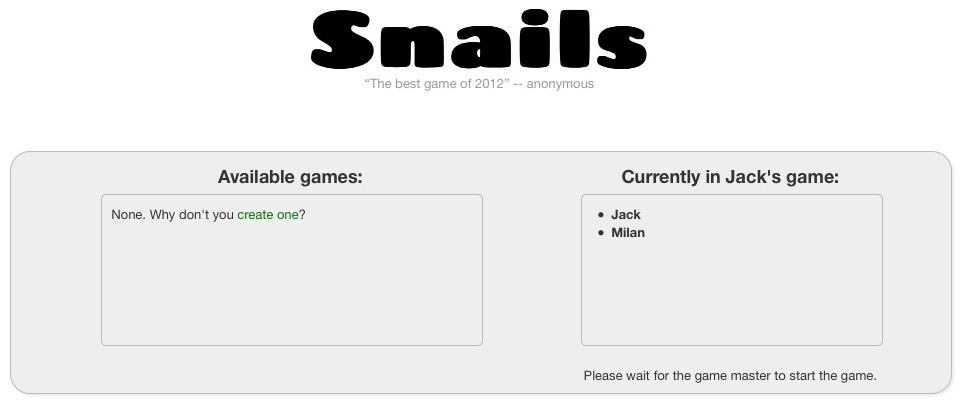 Snails
“The best game of 2012” -- anonymous
Available games:
None. Why don't you create one?
Currently in Jack's game:
• Jack
• Milan
Please wait for the game master to start the game.